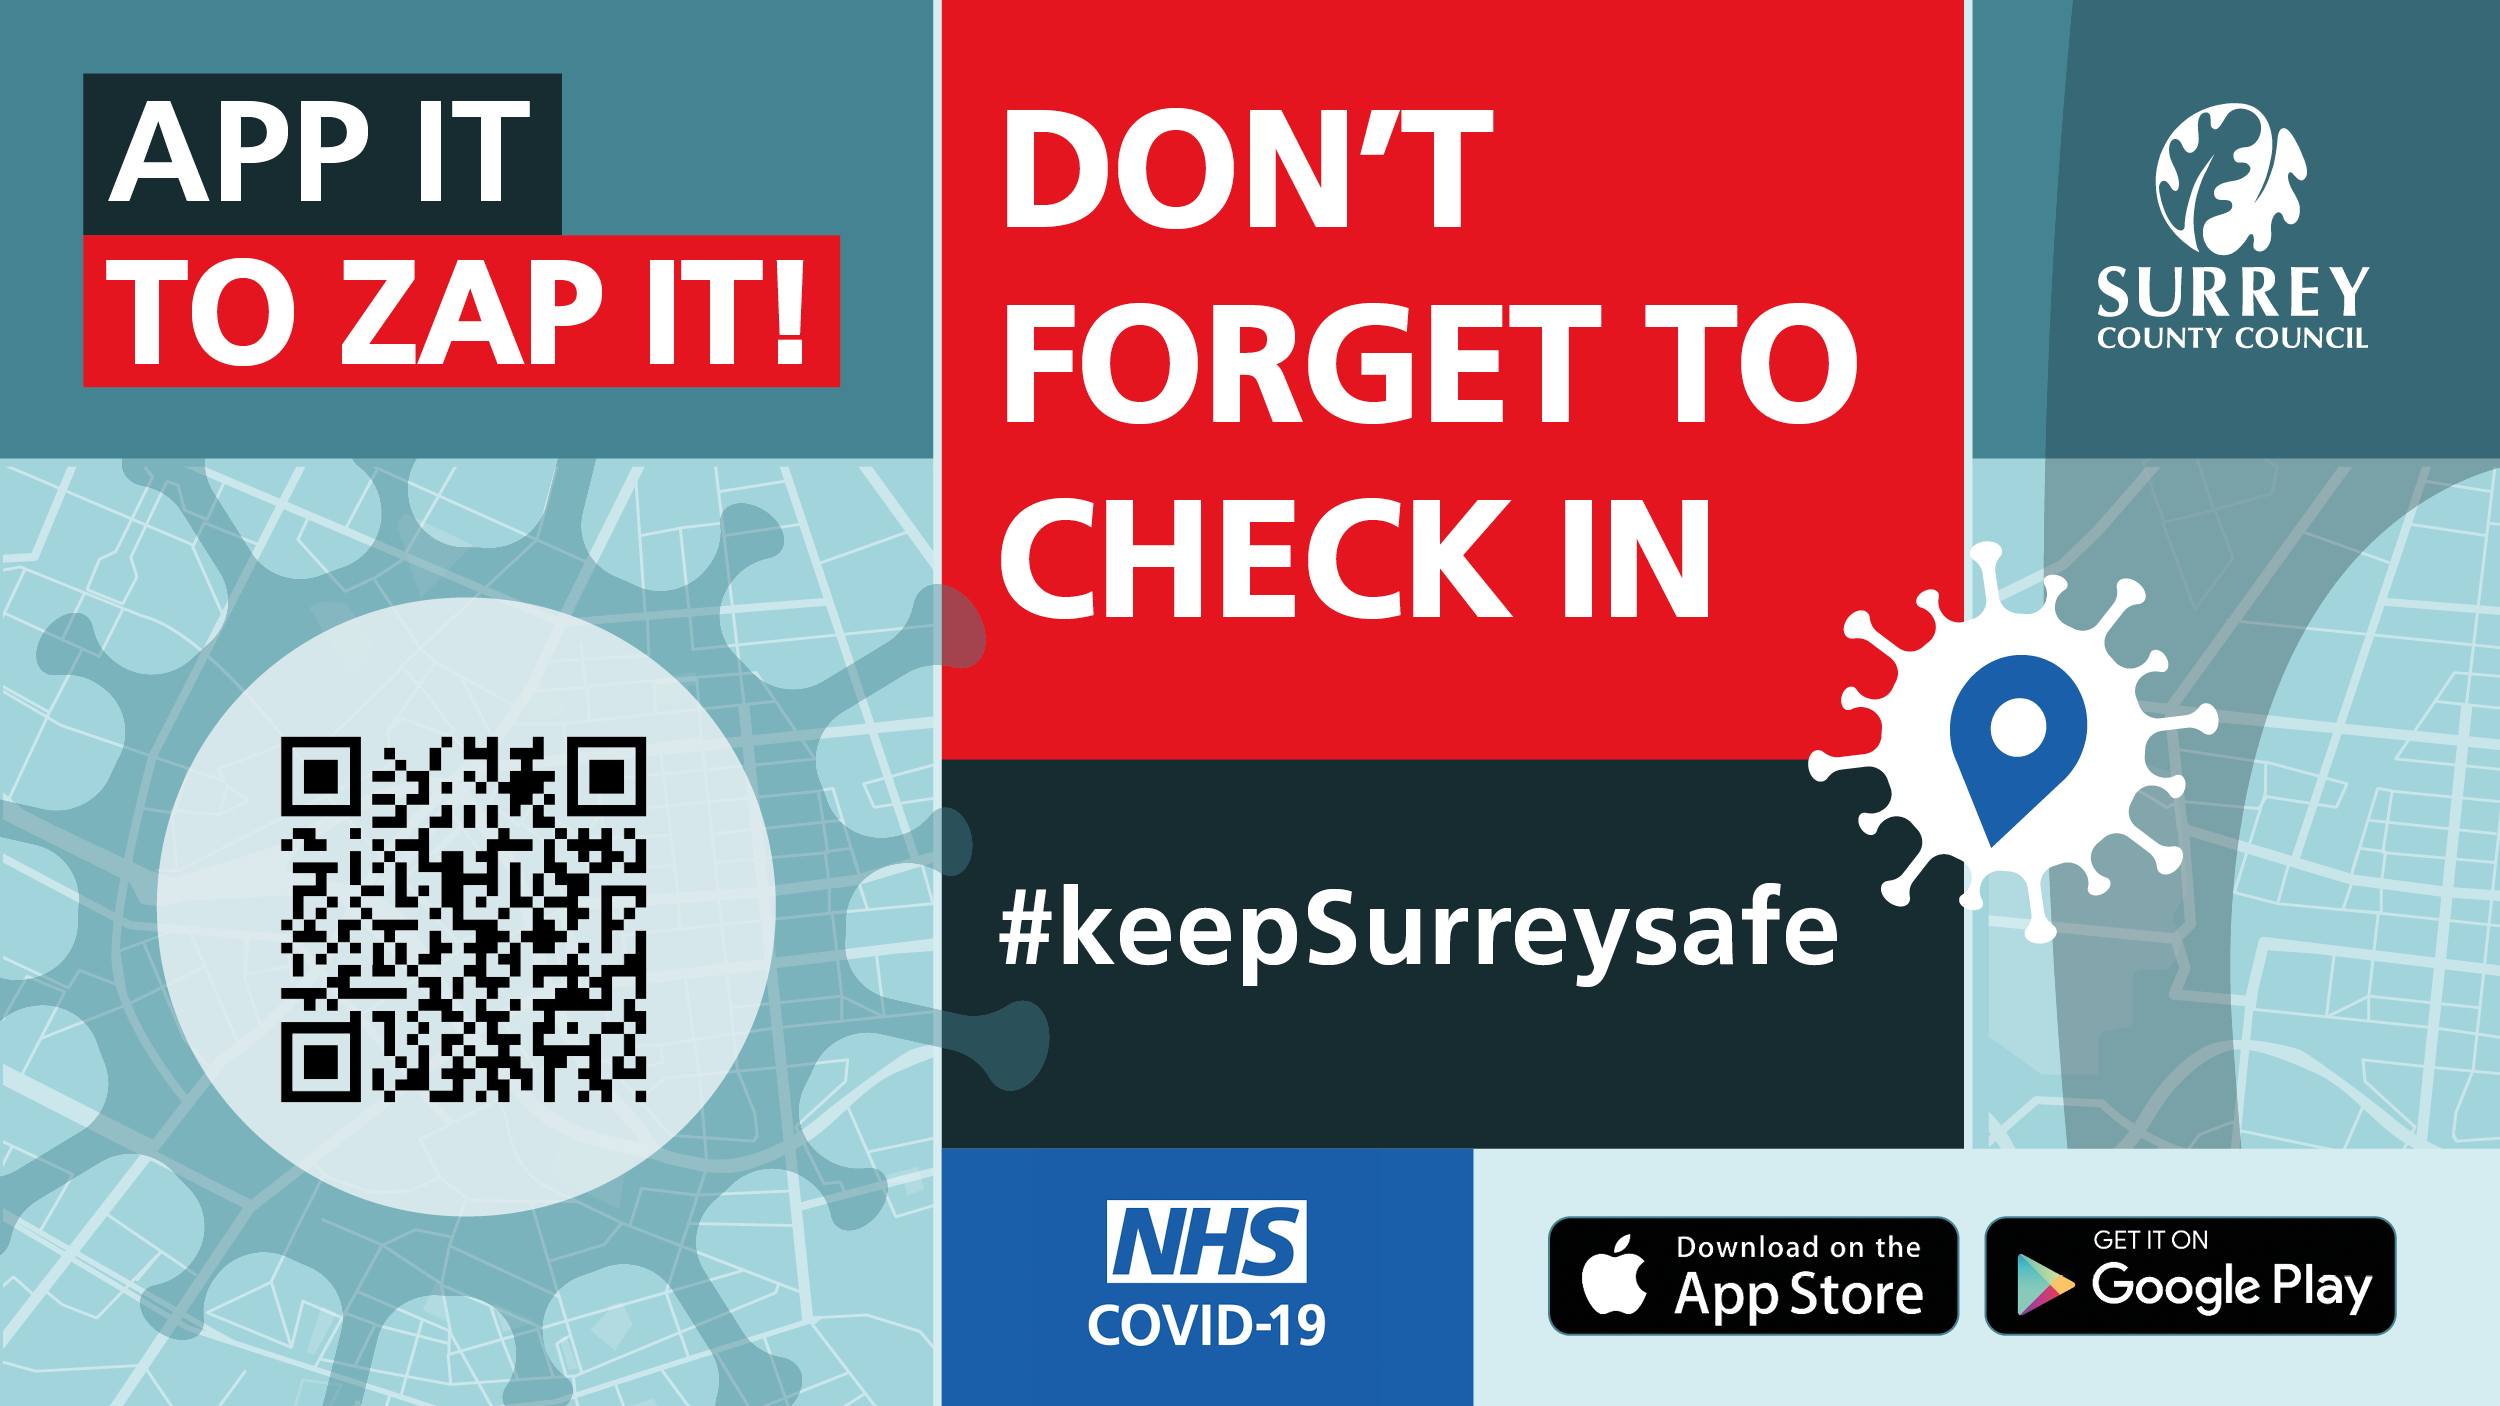 APP IT
TO ZAP IT!
DON'T
FORGET TO
CHECK IN
SURREY
COUNTY COUNCIL
#keepSurreysafe
NHS
COVID-19
Download on the
App Store
GET IT ON
Google Play